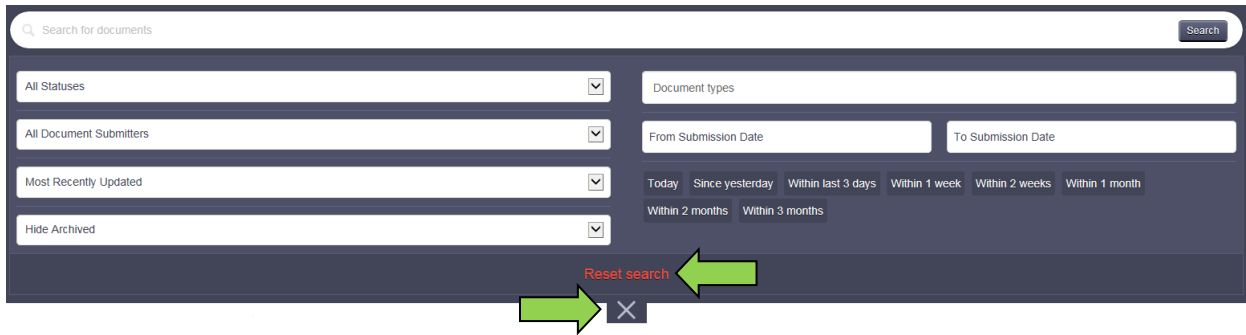 Search for documents
Search
All Statuses
All Document Submitters
Most Recently Updated
Hide Archived
Document types
From Submission Date
To Submission Date
Today Since yesterday Within last 3 days Within 1 week Within 2 weeks Within 1 month
Within 2 months Within 3 months
Reset search